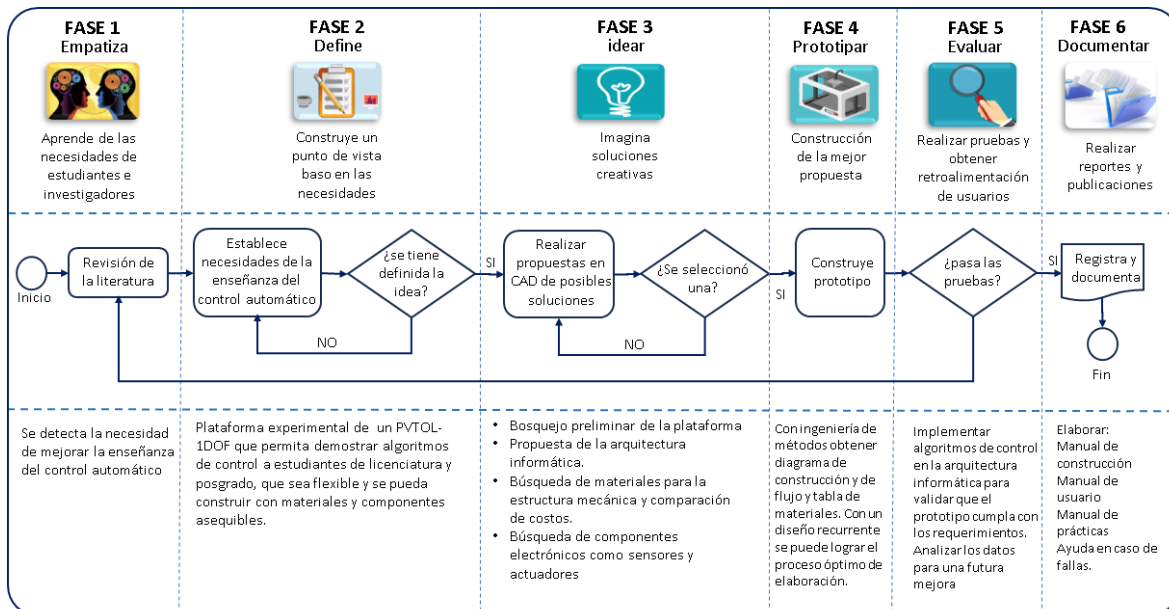 FASE 1
Empatiza
FASE 2
Define
FASE 3
idear
FASE 4
Prototipar
FASE 5
Evaluar
FASE 6
Documentar
Aprende de las
necesidades de
estudiantes e
investigadores
Construye un
punto de vista
baso en las
necesidades
Imagina
soluciones
creativas
Construcción
de la mejor
propuesta
Realizar pruebas y
obtener
retroalimentación
de usuarios
Realizar
reportes y
publicaciones
Inicio
Revisión de
la literatura
Establece
necesidades de la
enseñanza del
control automático
¿se tiene
definida la
idea?
SI
NO
Realizar
propuestas en
CAD de posibles
soluciones
¿Se seleccionó
una?
SI
NO
Construye
prototipo
¿pasa las
pruebas?
SI
Registra y
documenta
Fin
Se detecta la necesidad
de mejorar la enseñanza
del control automático
Plataforma experimental de un PVTOL-
1DOF que permita demostrar algoritmos
de control a estudiantes de licenciatura y
posgrado, que sea flexible y se pueda
construir con materiales y componentes
asequibles.
• Bosquejo preliminar de la plataforma
• Propuesta de la arquitectura
informática.
• Búsqueda de materiales para la
estructura mecánica y comparación
de costos.
• Búsqueda de componentes
electrónicos como sensores y
actuadores
Con ingeniería de
métodos obtener
diagrama de
construcción y de
flujo y tabla de
materiales. Con un
diseño recurrente
se puede lograr el
proceso óptimo de
elaboración.
Implementar
algoritmos de control
en la arquitectura
informática para
validar que el
prototipo cumpla con
los requerimientos.
Analizar los datos
para una futura
mejora
Elaborar:
Manual de
construcción
Manual de
usuario
Manual de
prácticas
Ayuda en caso de
fallas.